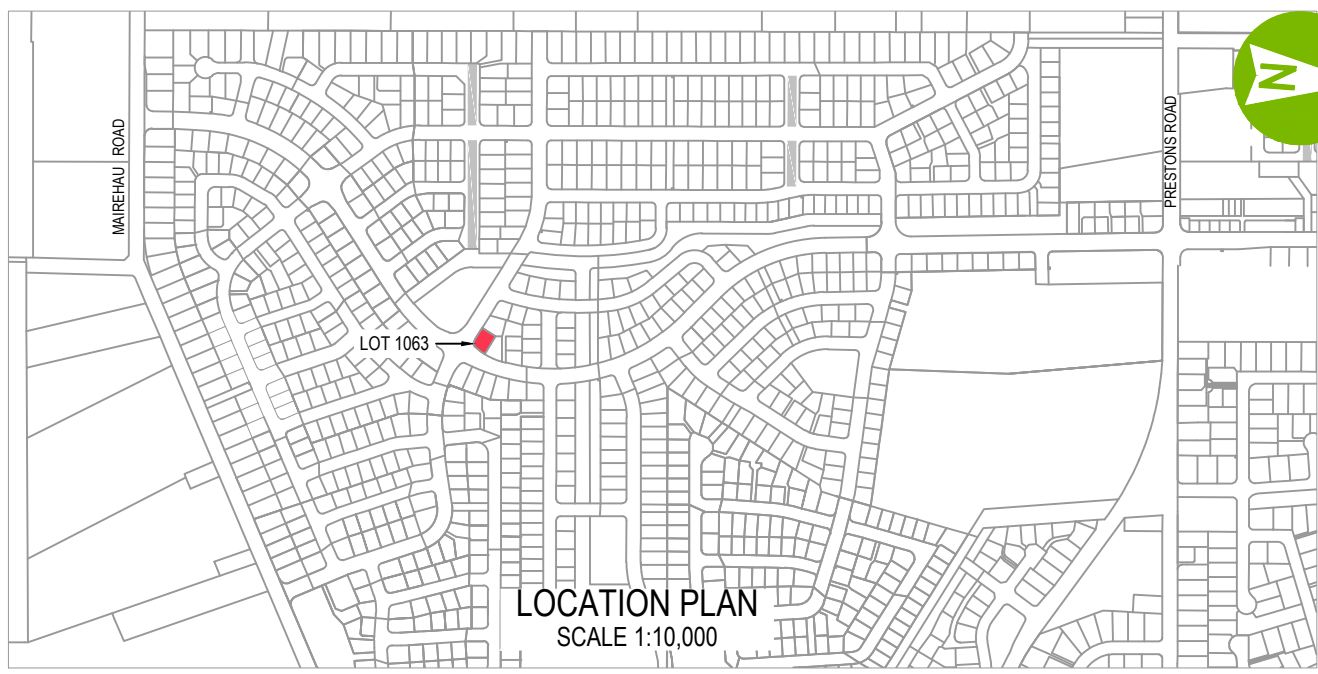 N
MAIREHAU ROAD
PRESTONS ROAD
LOT 1063
LOCATION PLAN
SCALE 1:10,000